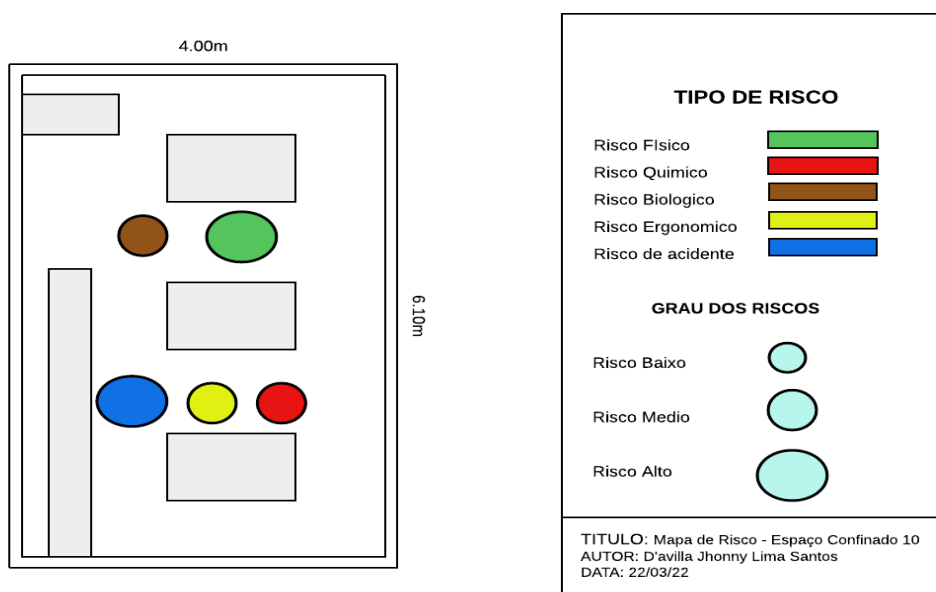 4.00m
6.10m
TIPO DE RISCO
Risco FIsico
Risco Quimico
Risco Biologico
Risco Ergonomico
Risco de acidente
GRAU DOS RISCOS
Risco Baixo
Risco Medio
Risco Alto
TITULO: Mapa de Risco - Espaço Confinado 10
AUTOR: D'avilla Jhonny Lima Santos
DATA: 22/03/22